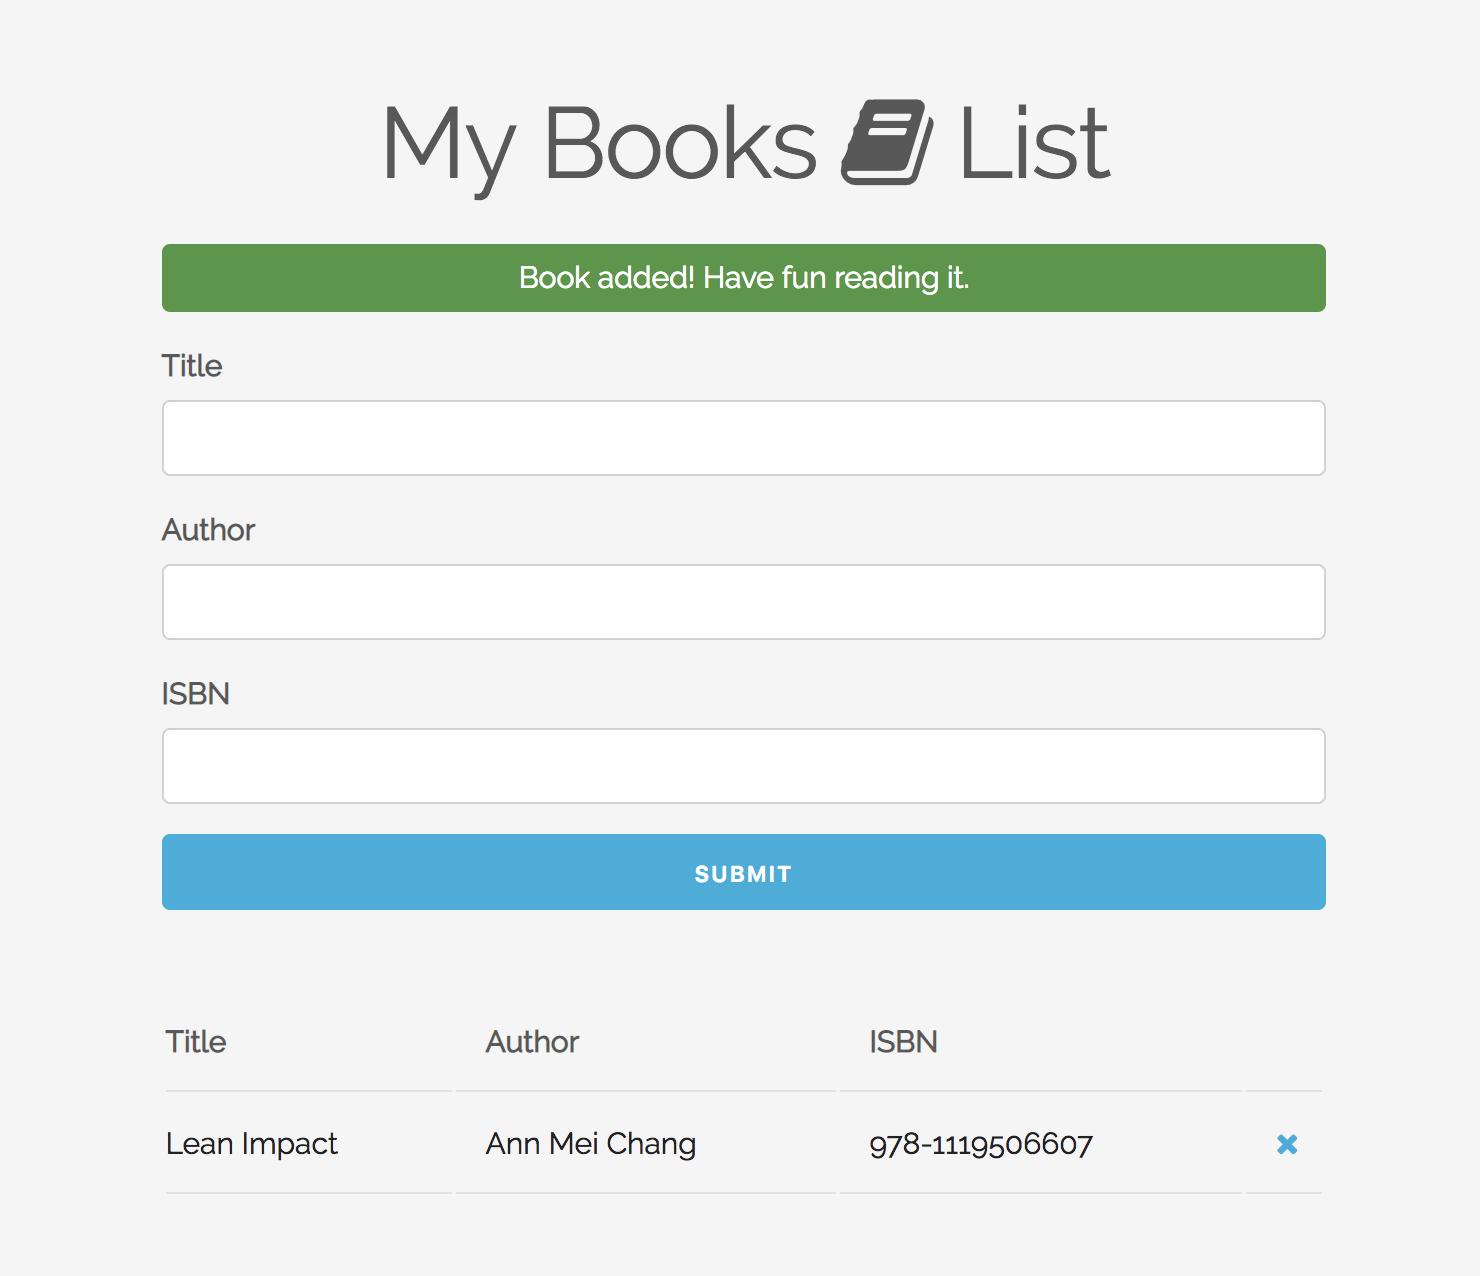 My Books List
Book added! Have fun reading it.
Title
Author
ISBN
SUBMIT
Title Author ISBN
Lean Impact Ann Mei Chang 978-1119506607